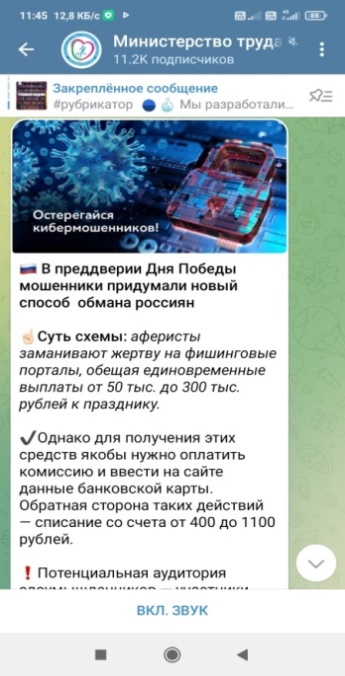 11:45 12,8 КБ/с
88
Министерство труда
11.2K подписчиков
Закреплённое сообщение
#рубрикатор 🔵 👌🏻 Мы разработали...
Остерегайся
кибермошенников!
🇷🇺 В преддверии Дня Победы
мошенники придумали новый
способ обмана россиян
☝🏻Суть схемы: аферисты
заманивают жертву на фишинговые
порталы, обещая единовременные
выплаты от 50 тыс. до 300 тыс.
рублей к празднику.
✔Однако для получения этих
средств якобы нужно оплатить
комиссию и ввести на сайте
данные банковской карты.
Обратная сторона таких действий
— списание со счета от 400 до 1100
рублей.
❗ Потенциальная аудитория
злоумышленников — участники
ВКЛ. ЗВУК